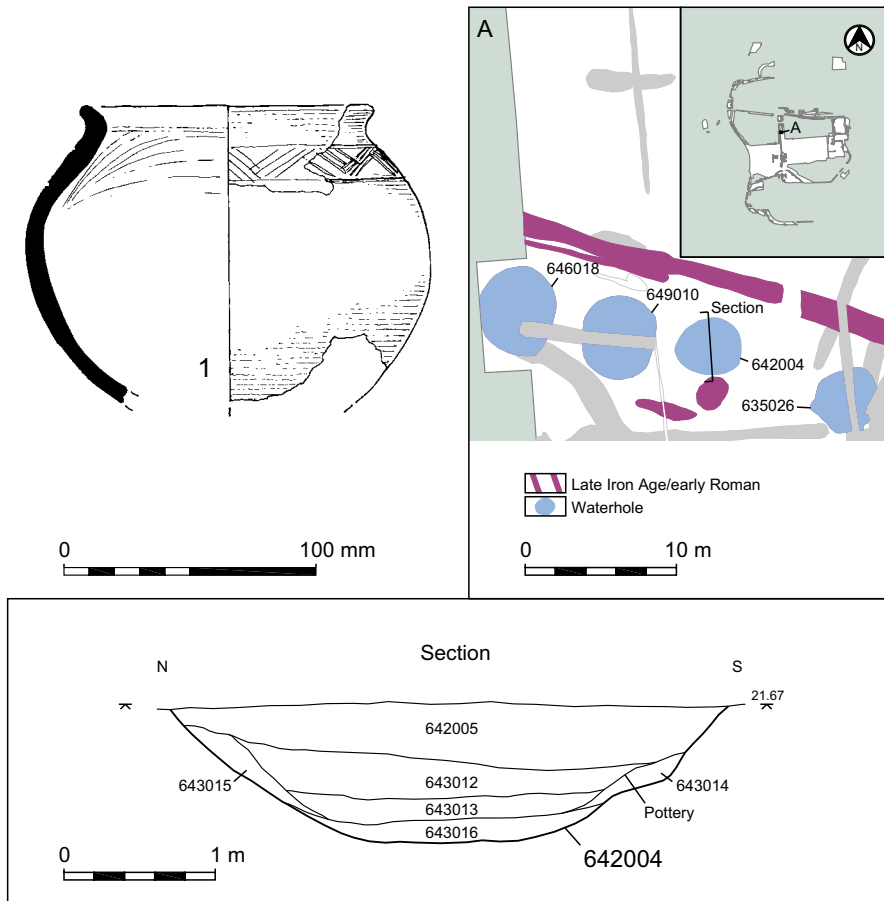 1
0 100 mm
A
N
A
646018
649010
Section
642004
635026
Late Iron Age/early Roman
Waterhole
0 10 m
Section
N S
21.67
642005
643012
643015
643014
643013
Pottery
643016
642004
0 1 m